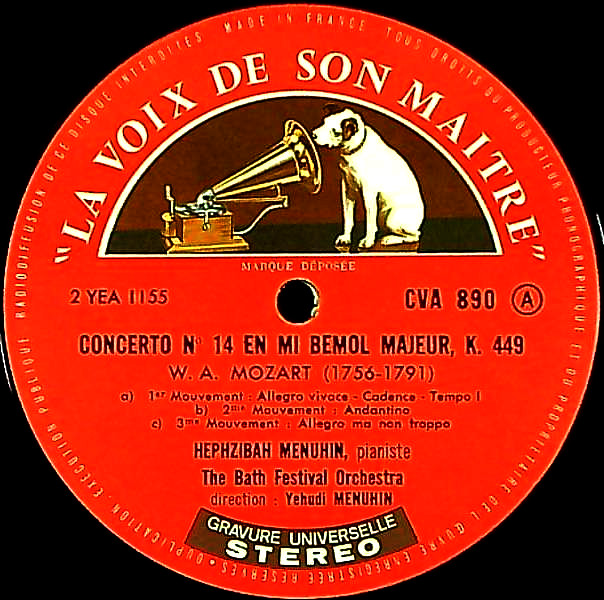 MADE IN FRANCE · TOUS DROITS DU PRODUCTEUR PHONOGRAPHIQUE ET DU PROPRIETAIRE DE L'ŒUVRE ENREGISTREE RESERVES · DUPLICATION, EXECUTION PUBLIQUE, RADIODIFFUSION DE CE DISQUE INTERDITES
"LA VOIX DE SON MAITRE"
MARQUE DÉPOSÉE
2 YEA 1155
CVA 890 A
CONCERTO N° 14 EN MI BEMOL MAJEUR, K. 449
W. A. MOZART (1756-1791)
a) 1er Mouvement : Allegro vivace - Cadence - Tempo I
b) 2me Mouvement : Andantino
c) 3me Mouvement : Allegro ma non troppo
HEPHZIBAH MENUHIN, pianiste
The Bath Festival Orchestra
direction : Yehudi MENUHIN
GRAVURE UNIVERSELLE
STEREO